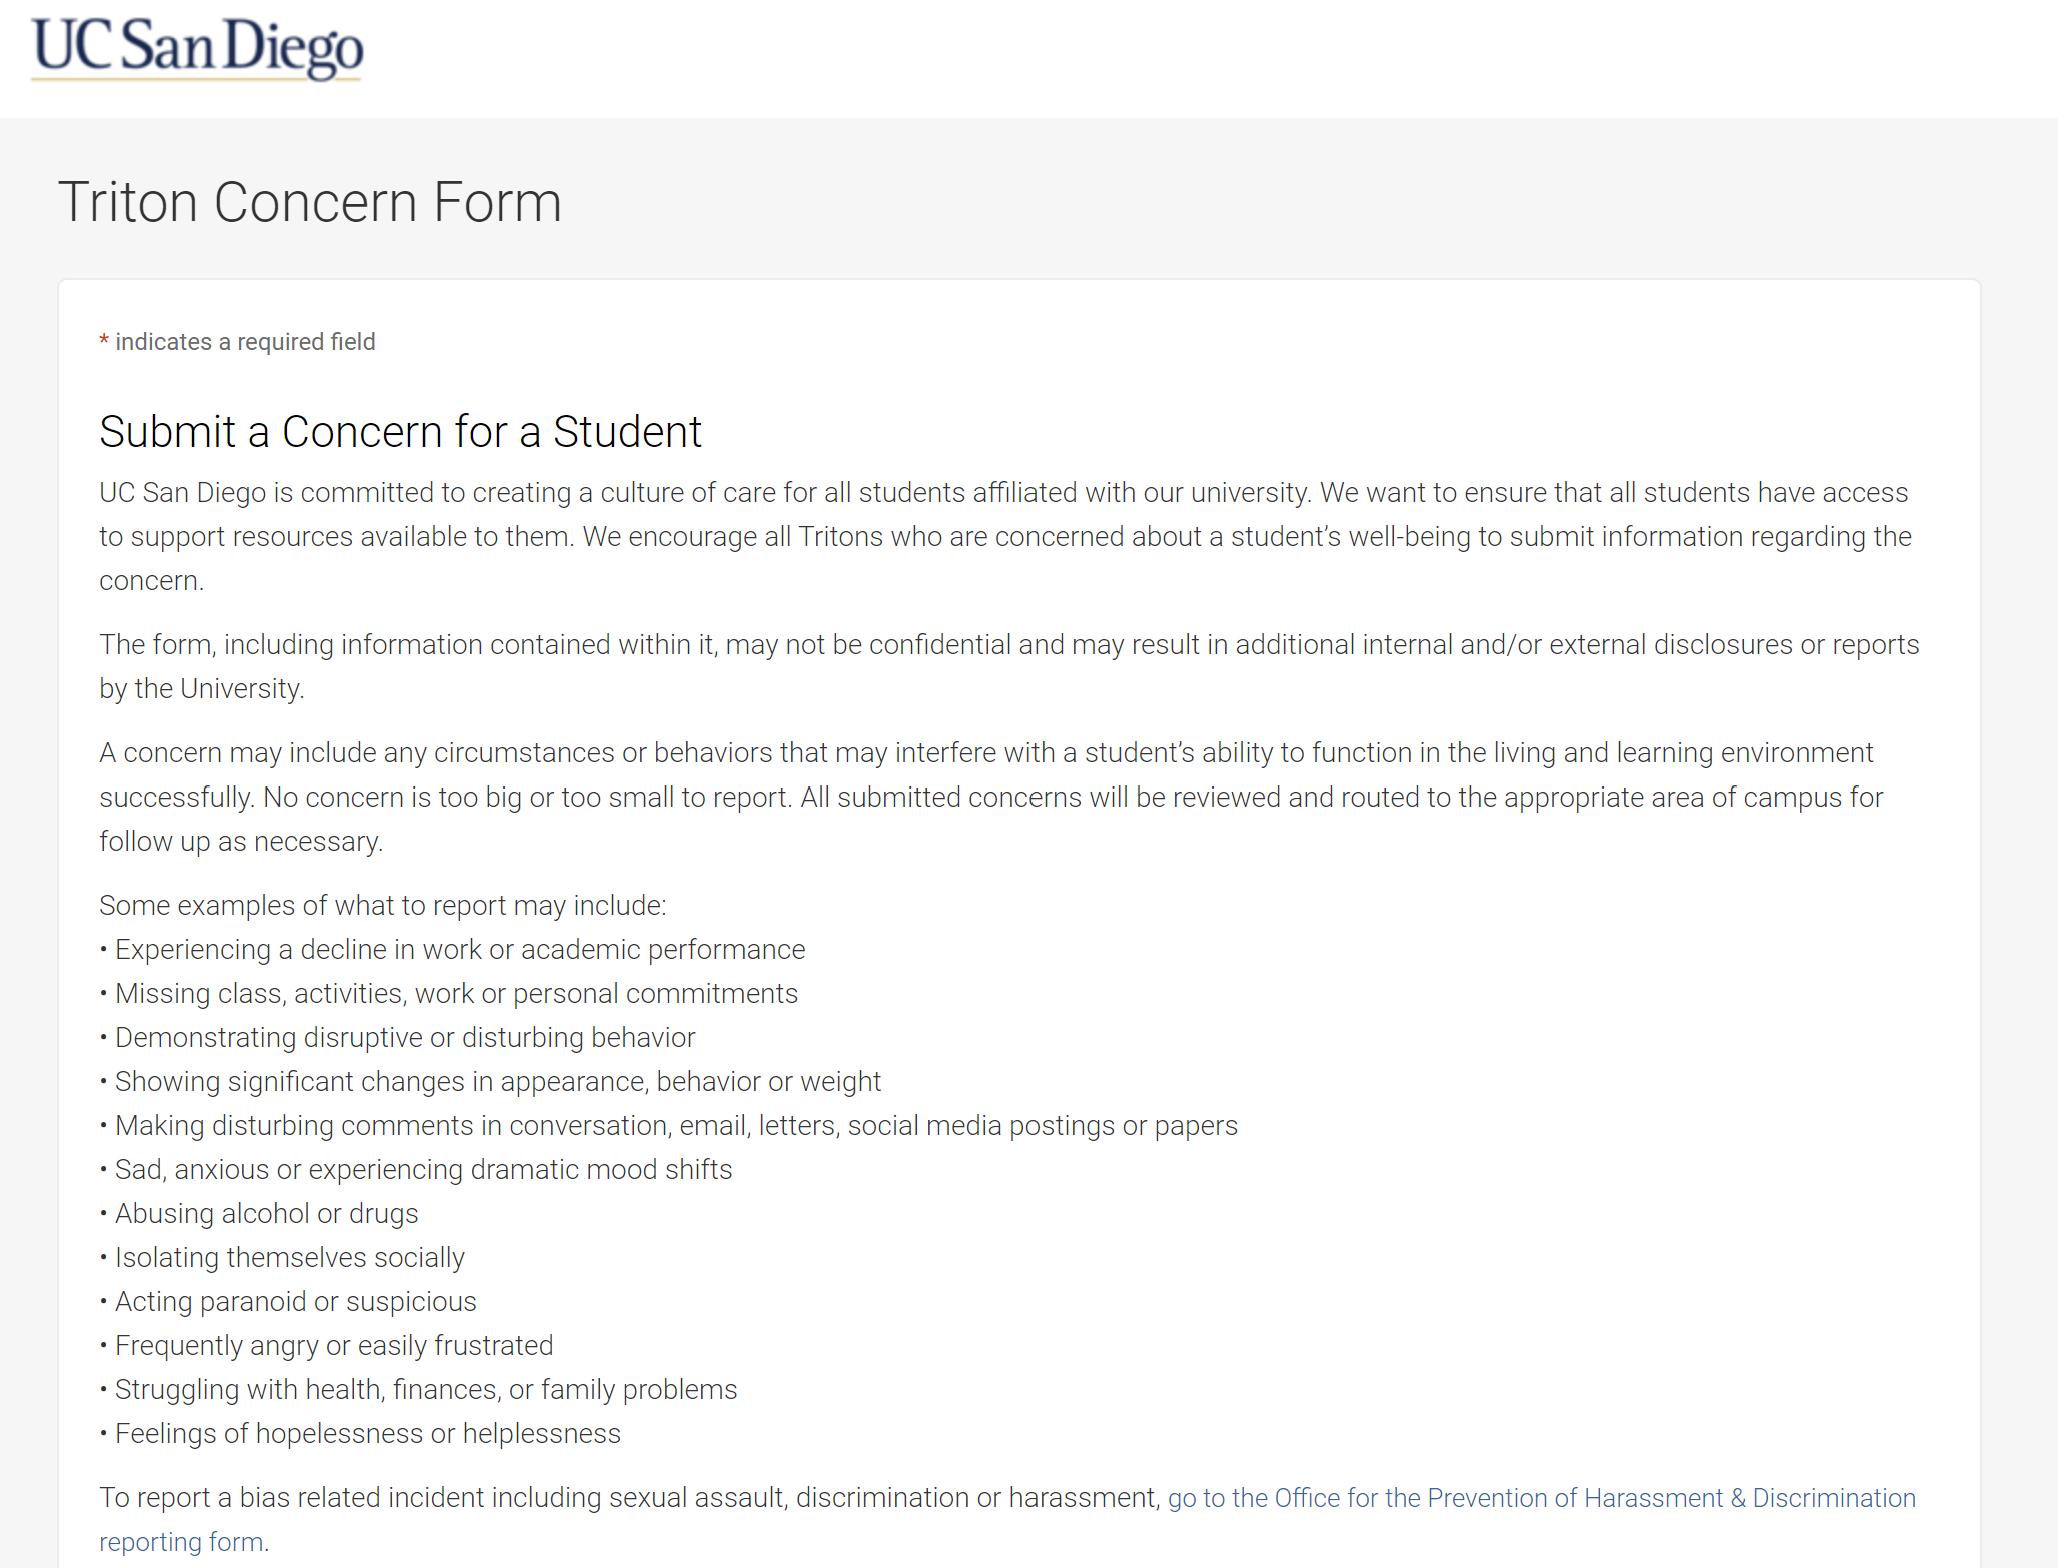 UC San Diego
Triton Concern Form
* indicates a required field
Submit a Concern for a Student
UC San Diego is committed to creating a culture of care for all students affiliated with our university. We want to ensure that all students have access
to support resources available to them. We encourage all Tritons who are concerned about a student’s well-being to submit information regarding the
concern.
The form, including information contained within it, may not be confidential and may result in additional internal and/or external disclosures or reports
by the University.
A concern may include any circumstances or behaviors that may interfere with a student’s ability to function in the living and learning environment
successfully. No concern is too big or too small to report. All submitted concerns will be reviewed and routed to the appropriate area of campus for
follow up as necessary.
Some examples of what to report may include:
• Experiencing a decline in work or academic performance
• Missing class, activities, work or personal commitments
• Demonstrating disruptive or disturbing behavior
• Showing significant changes in appearance, behavior or weight
• Making disturbing comments in conversation, email, letters, social media postings or papers
• Sad, anxious or experiencing dramatic mood shifts
• Abusing alcohol or drugs
• Isolating themselves socially
• Acting paranoid or suspicious
• Frequently angry or easily frustrated
• Struggling with health, finances, or family problems
• Feelings of hopelessness or helplessness
To report a bias related incident including sexual assault, discrimination or harassment, go to the Office for the Prevention of Harassment & Discrimination
reporting form.